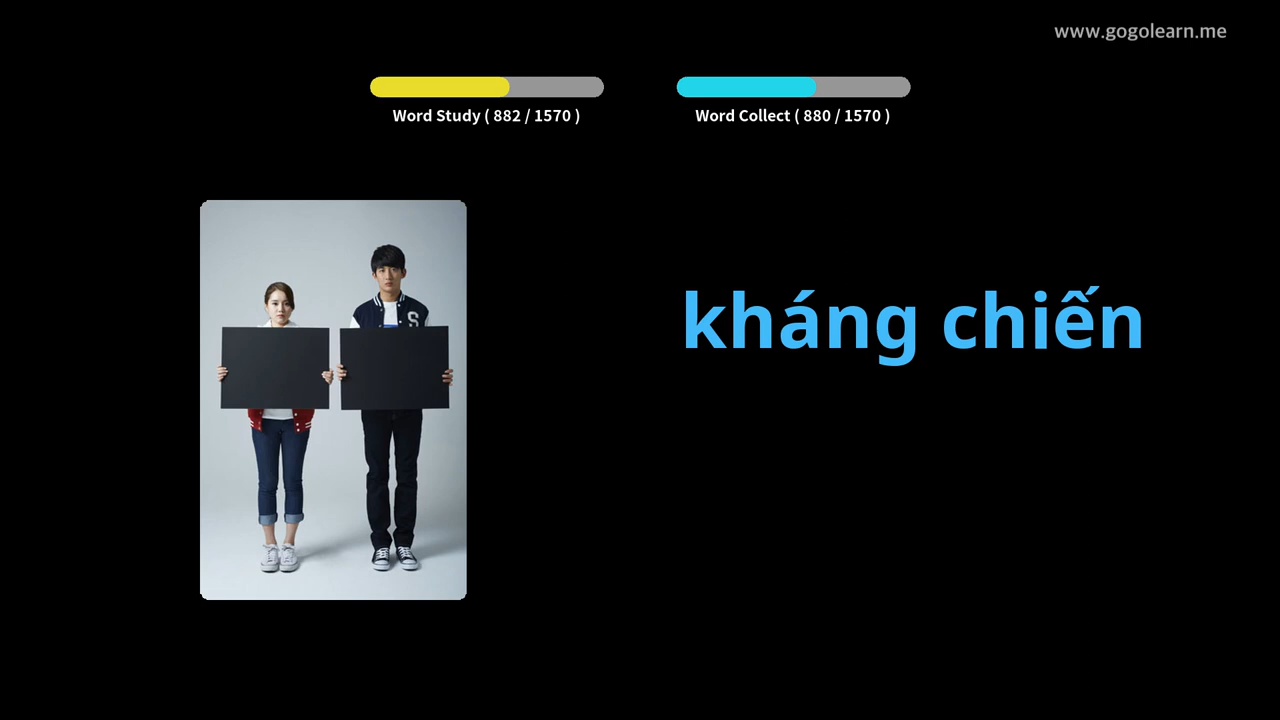 www.gogolearn.me
Word Study ( 882 / 1570 )
Word Collect ( 880 / 1570 )
S
kháng chiến